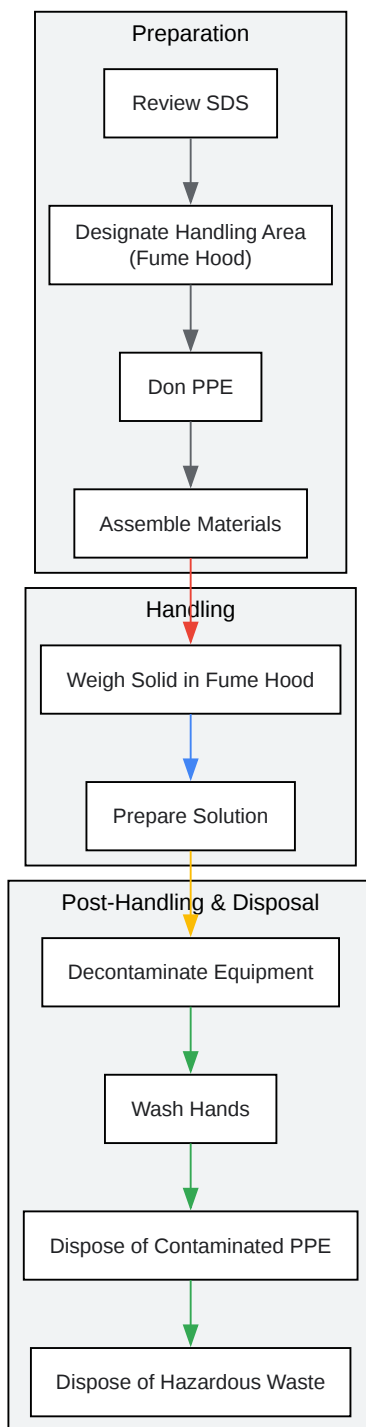 Preparation
Review SDS
Designate Handling Area
(Fume Hood)
Don PPE
Assemble Materials
Handling
Weigh Solid in Fume Hood
Prepare Solution
Post-Handling & Disposal
Decontaminate Equipment
Wash Hands
Dispose of Contaminated PPE
Dispose of Hazardous Waste